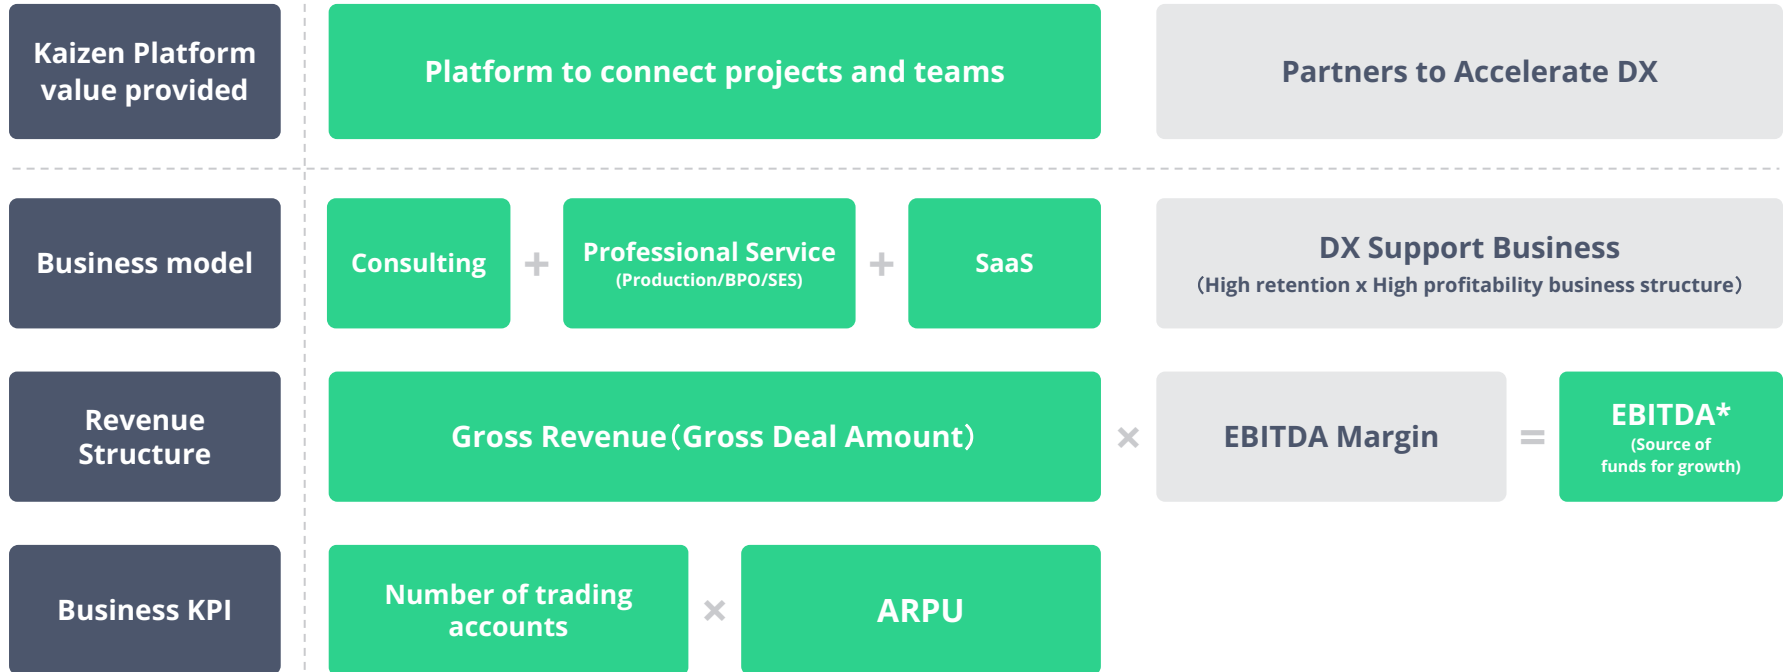 Kaizen Platform
value provided
Platform to connect projects and teams
Partners to Accelerate DX
Business model
Consulting
+
Professional Service
(Production/BPO/SES)
+
SaaS
DX Support Business
（High retention x High profitability business structure）
Revenue
Structure
Gross Revenue（Gross Deal Amount）
×
EBITDA Margin
=
EBITDA*
(Source of
funds for growth)
Business KPI
Number of trading
accounts
×
ARPU